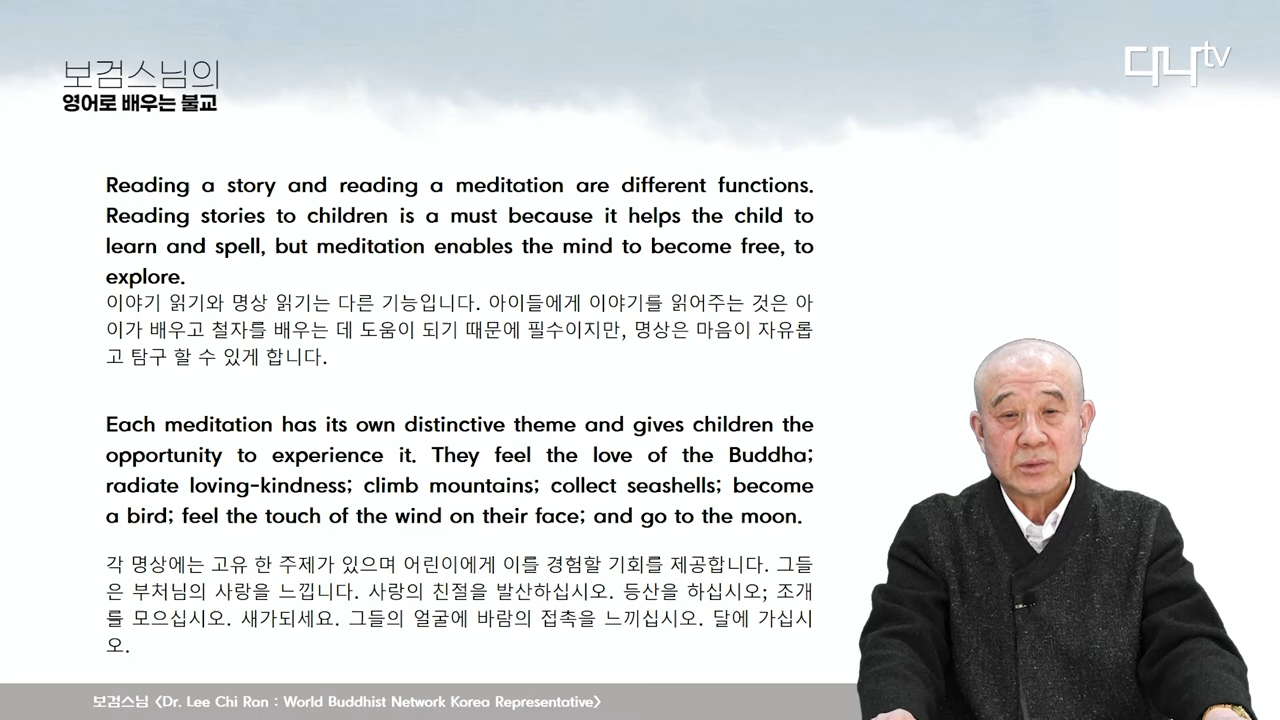 보검스님의
영어로 배우는 불교
디나tv
Reading a story and reading a meditation are different functions.
Reading stories to children is a must because it helps the child to
learn and spell, but meditation enables the mind to become free, to
explore.
이야기 읽기와 명상 읽기는 다른 기능입니다. 아이들에게 이야기를 읽어주는 것은 아
이가 배우고 철자를 배우는 데 도움이 되기 때문에 필수이지만, 명상은 마음이 자유롭
고 탐구 할 수 있게 합니다.
Each meditation has its own distinctive theme and gives children the
opportunity to experience it. They feel the love of the Buddha;
radiate loving-kindness; climb mountains; collect seashells; become
a bird; feel the touch of the wind on their face; and go to the moon.
각 명상에는 고유 한 주제가 있으며 어린이에게 이를 경험할 기회를 제공합니다. 그들
은 부처님의 사랑을 느낍니다. 사랑의 친절을 발산하십시오. 등산을 하십시오; 조개
를 모으십시오. 새가되세요. 그들의 얼굴에 바람의 접촉을 느끼십시오. 달에 가십시
오.
보검스님 <Dr. Lee Chi Ran : World Buddhist Network Korea Representative>